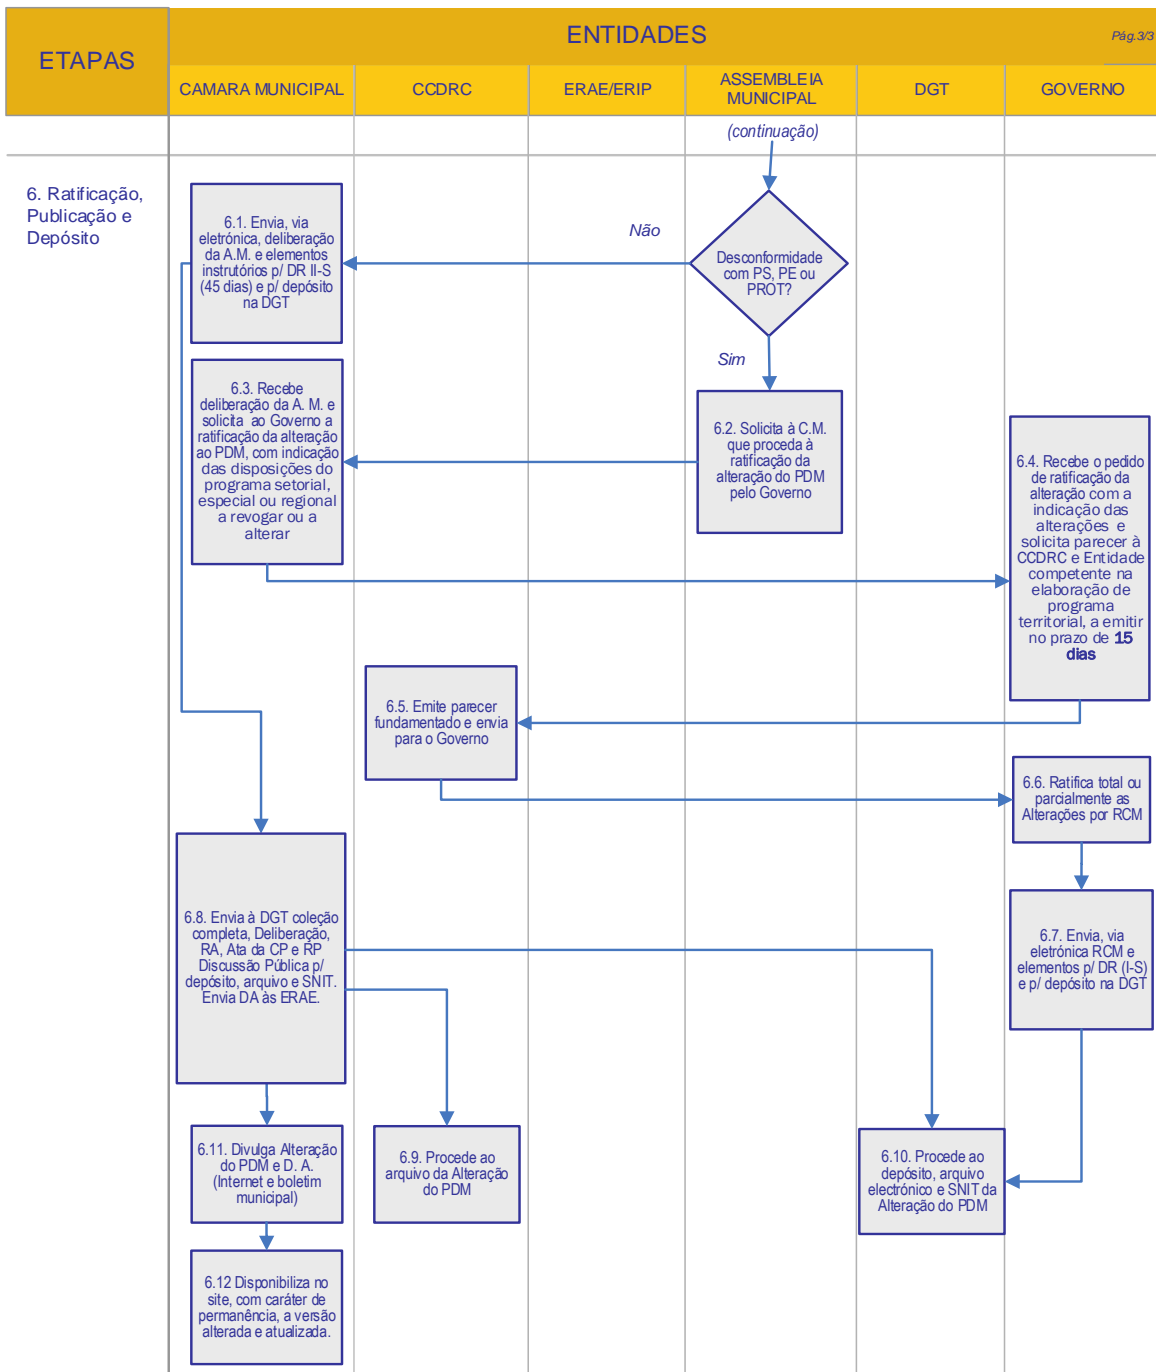 ETAPAS
ENTIDADES
Pág.3/3
CAMARA MUNICIPAL
CCDRC
ERAE/ERIP
ASSEMBLEIA
MUNICIPAL
DGT
GOVERNO
(continuação)
6. Ratificação,
Publicação e
Depósito
6.1. Envia, via
eletrónica, deliberação
da A.M. e elementos
instrutórios p/ DR II-S
(45 dias) e p/ depósito
na DGT
Não
Desconformidade
com PS, PE ou
PROT?
Sim
6.3. Recebe
deliberação da A. M. e
solicita ao Governo a
ratificação da alteração
ao PDM, com indicação
das disposições do
programa setorial,
especial ou regional
a revogar ou a
alterar
6.2. Solicita à C.M.
que proceda à
ratificação da
alteração do PDM
pelo Governo
6.4. Recebe o pedido
de ratificação da
alteração com a
indicação das
alterações e
solicita parecer à
CCDRC e Entidade
competente na
elaboração de
programa
territorial, a emitir
no prazo de 15
dias
6.5. Emite parecer
fundamentado e envia
para o Governo
6.6. Ratifica total ou
parcialmente as
Alterações por RCM
6.8. Envia à DGT coleção
completa, Deliberação,
RA, Ata da CP e RP
Discussão Pública p/
depósito, arquivo e SNIT.
Envia DA às ERAE.
6.7. Envia, via
eletrónica RCM e
elementos p/ DR (I-S)
e p/ depósito na DGT
6.11. Divulga Alteração
do PDM e D. A.
(Internet e boletim
municipal)
6.9. Procede ao
arquivo da Alteração
do PDM
6.10. Procede ao
depósito, arquivo
electrónico e SNIT da
Alteração do PDM
6.12 Disponibiliza no
site, com caráter de
permanência, a versão
alterada e atualizada.